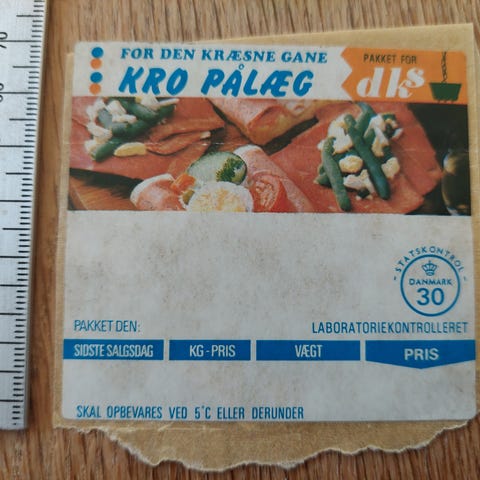 FOR DEN KRÆSNE GANE
KRO PÅLÆG
PAKKET FOR
dks
STATSKONTROL
DANMARK
30
PAKKET DEN:
LABORATORIEKONTROLLERET
SIDSTE SALGSDAG
KG-PRIS
VÆGT
PRIS
SKAL OPBEVARES VED 5°C ELLER DERUNDER